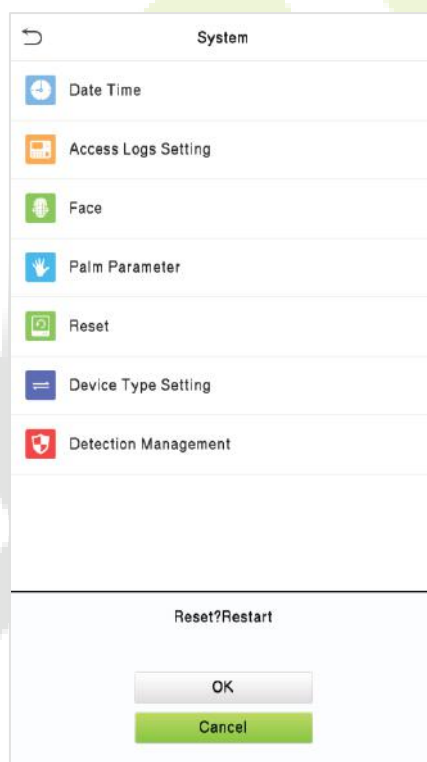 System
Date Time
Access Logs Setting
Face
Palm Parameter
Reset
Device Type Setting
Detection Management
Reset?Restart
OK
Cancel